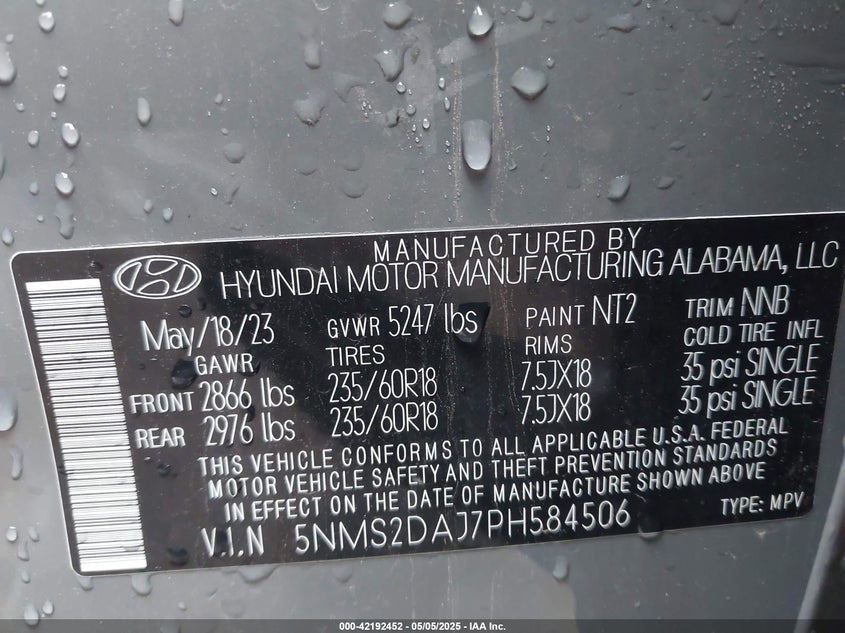 MANUFACTURED BY
HYUNDAI MOTOR MANUFACTURING ALABAMA, LLC
May/18/23 GVWR 5247 lbs PAINT NT2 TRIM NNB
GAWR TIRES RIMS COLD TIRE INFL
FRONT 2866 lbs 235/60R18 7.5JX18 35 psi SINGLE
REAR 2976 lbs 235/60R18 7.5JX18 35 psi SINGLE
THIS VEHICLE CONFORMS TO ALL APPLICABLE U.S.A. FEDERAL
MOTOR VEHICLE SAFETY AND THEFT PREVENTION STANDARDS
IN EFFECT ON THE DATE OF MANUFACTURE SHOWN ABOVE
V.I.N 5NMS2DAJ7PH584506 TYPE: MPV
000-42192452 - 05/05/2025 - IAA Inc.